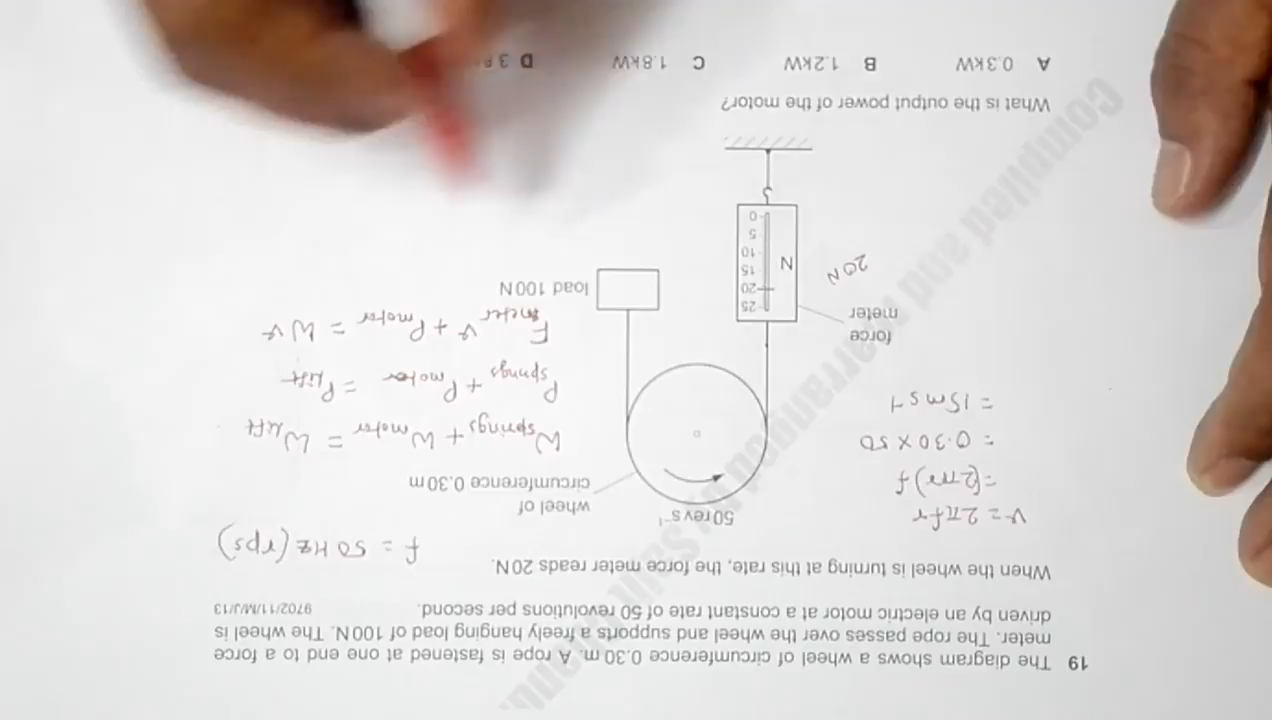 19 The diagram shows a wheel of circumference 0.30 m. A rope is fastened at one end to a force
meter. The rope passes over the wheel and supports a freely hanging load of 100 N. The wheel is
driven by an electric motor at a constant rate of 50 revolutions per second.
9702/11/M/J/13
When the wheel is turning at this rate, the force meter reads 20 N.
f = 50 Hz (rps)
v = 2πfr
= (2πr) f
= 0.30 × 50
= 15 m s⁻¹
50 rev s⁻¹
wheel of
circumference 0.30 m
W springs + W motor = W lift
P springs + P motor = P lift
F meter v + P motor = W v
force
meter
20 N
N
25
20
15
10
5
0
load 100 N
What is the output power of the motor?
A 0.3 kW B 1.2 kW C 1.8 kW D 3
Compiled and